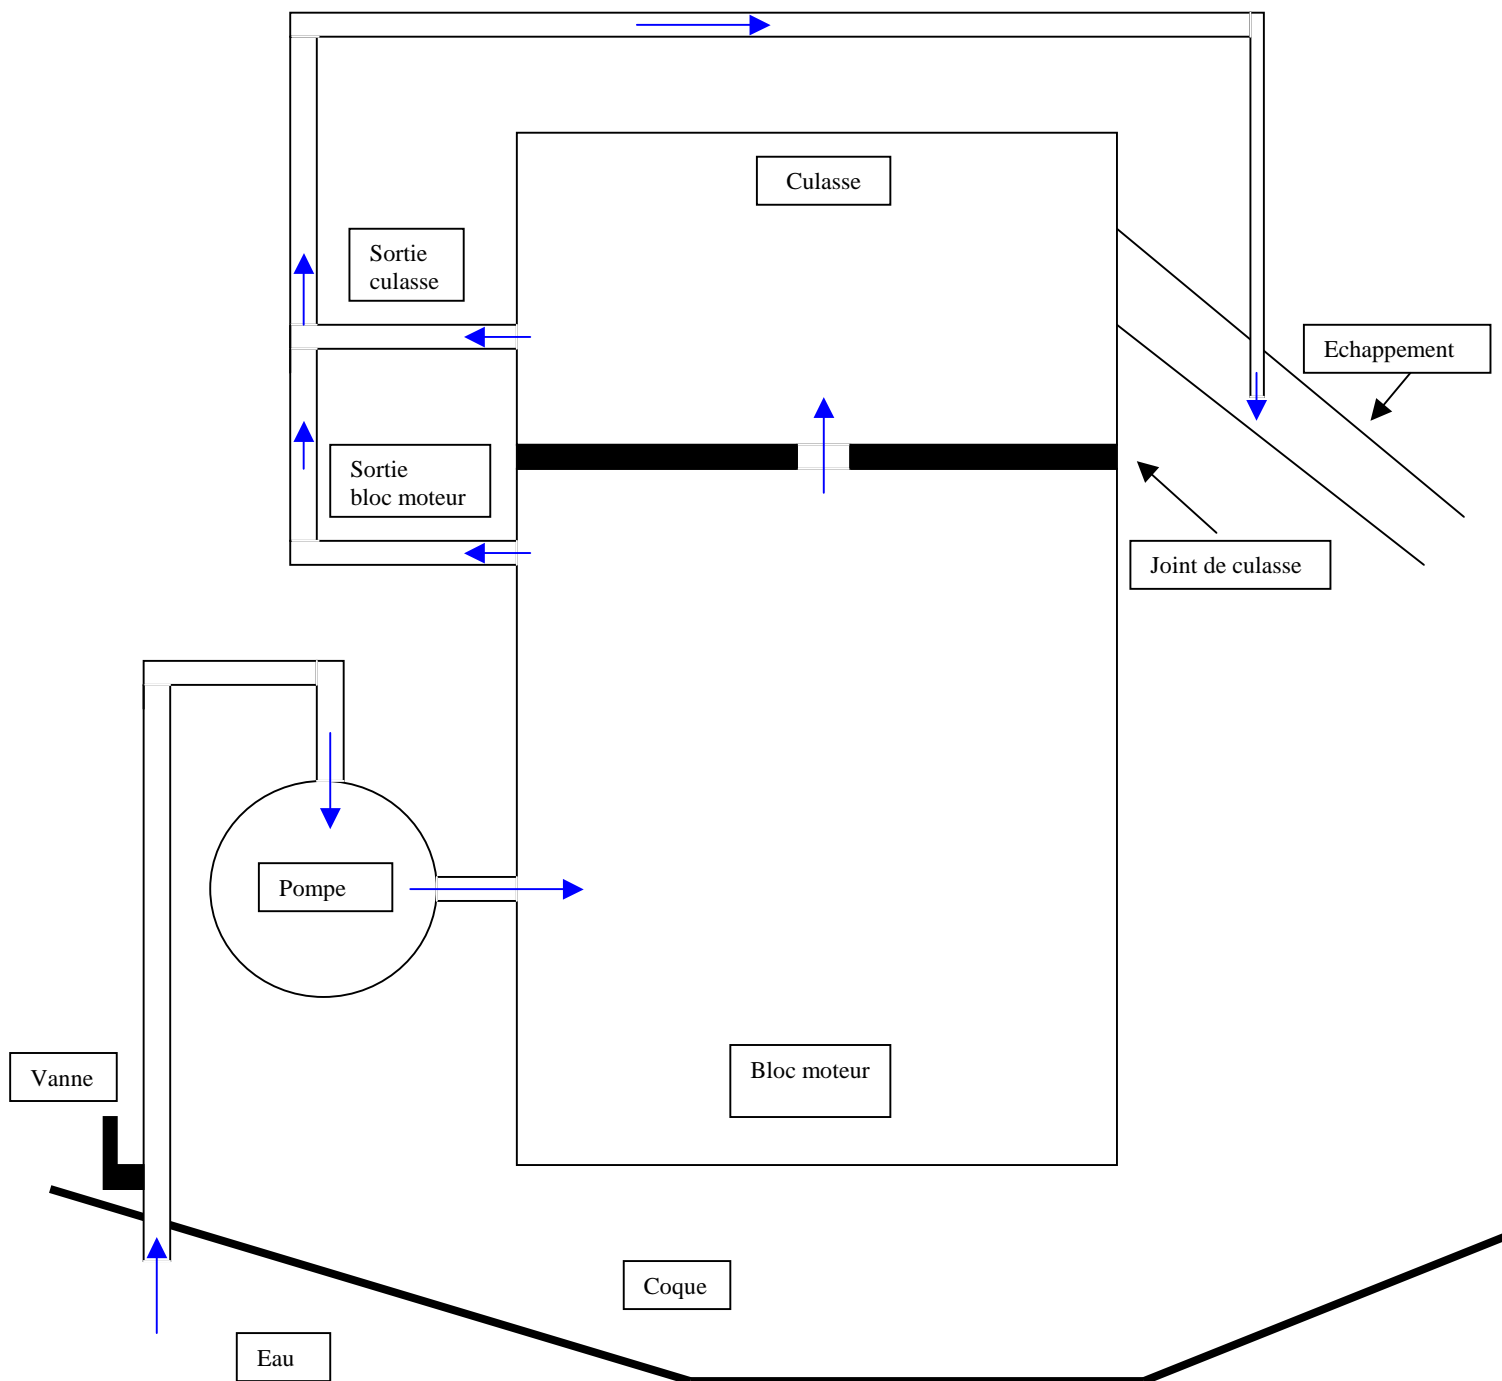 Culasse
Sortie
culasse
Echappement
Sortie
bloc moteur
Joint de culasse
Pompe
Vanne
Bloc moteur
Coque
Eau